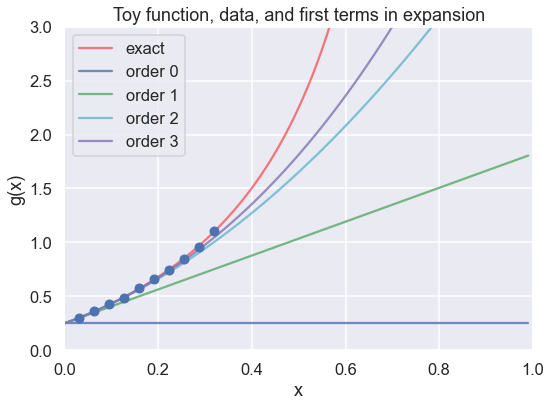 Toy function, data, and first terms in expansion
3.0
2.5
2.0
1.5
1.0
0.5
0.0
g(x)
exact
order 0
order 1
order 2
order 3
0.0 0.2 0.4 0.6 0.8 1.0
x